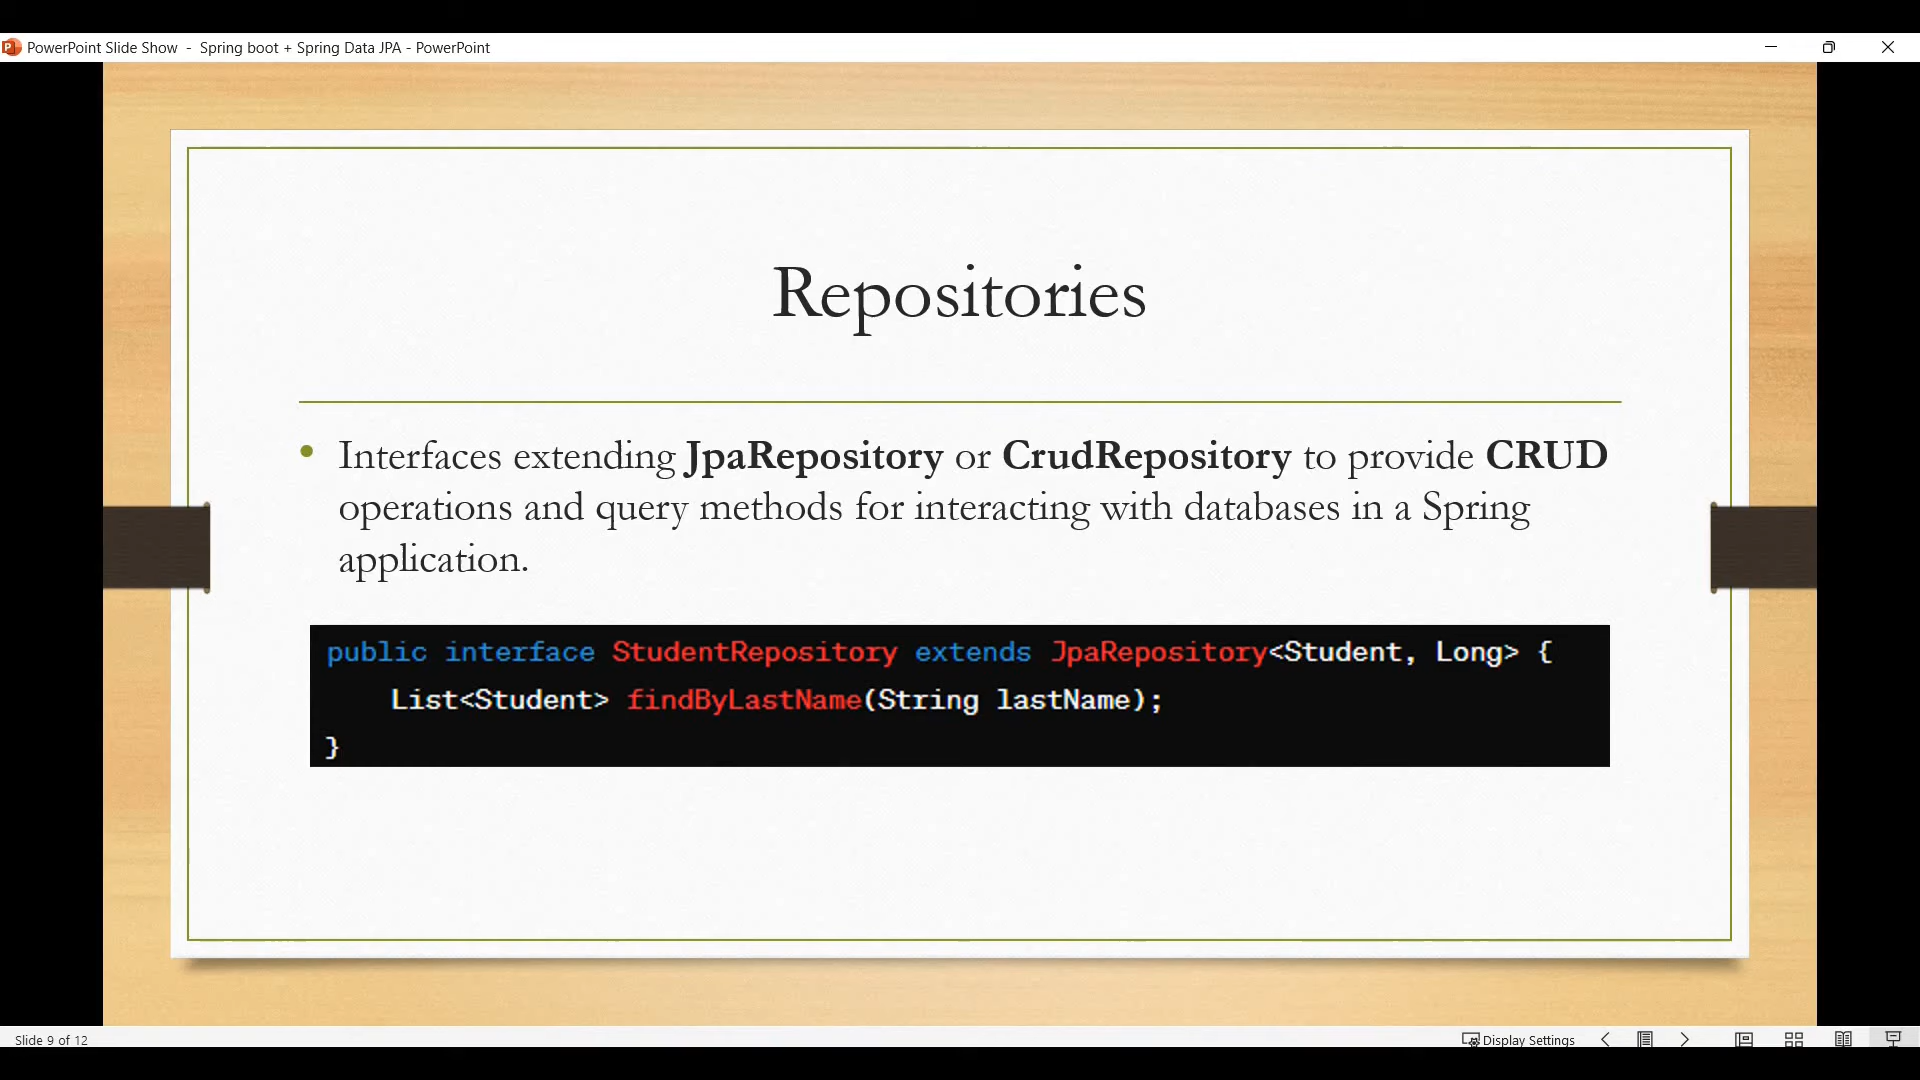 PowerPoint Slide Show - Spring boot + Spring Data JPA - PowerPoint
Repositories
• Interfaces extending JpaRepository or CrudRepository to provide CRUD
operations and query methods for interacting with databases in a Spring
application.
public interface StudentRepository extends JpaRepository<Student, Long> {
    List<Student> findByLastName(String lastName);
}
Slide 9 of 12
Display Settings